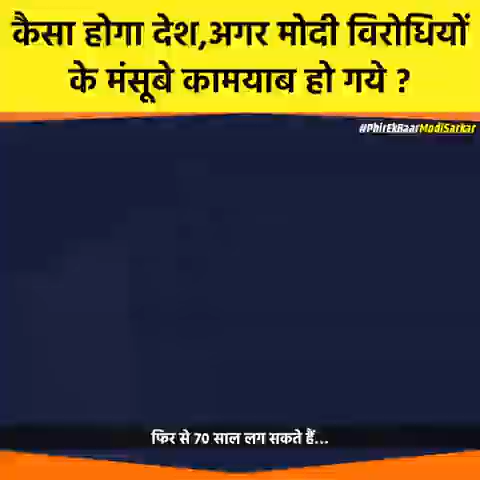 कैसा होगा देश,अगर मोदी विरोधियों
के मंसूबे कामयाब हो गये ?
#PhirEkBaarModiSarkar
फिर से 70 साल लग सकते हैं...